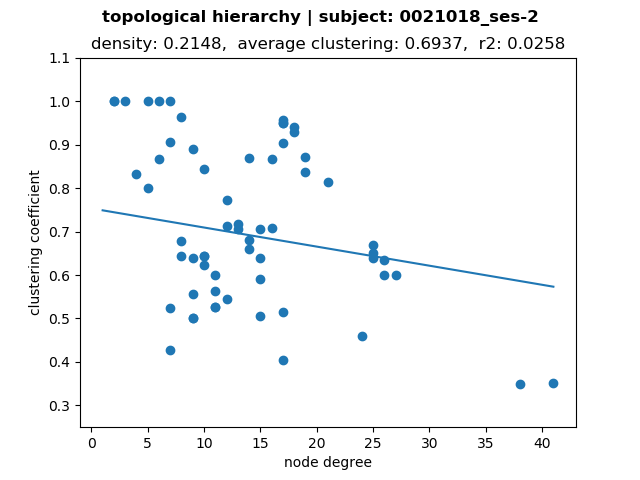 topological hierarchy | subject: 0021018_ses-2
density: 0.2148,  average clustering: 0.6937,  r2: 0.0258
1.1
1.0
0.9
0.8
0.7
0.6
0.5
0.4
0.3
clustering coefficient
0 5 10 15 20 25 30 35 40
node degree